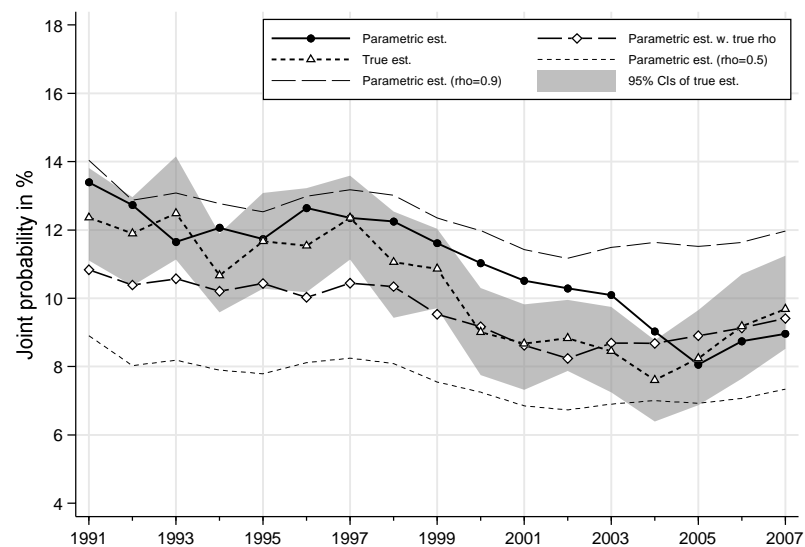 18
16
14
12
10
8
6
4
Joint probability in %
Parametric est.
True est.
Parametric est. (rho=0.9)
Parametric est. w. true rho
Parametric est. (rho=0.5)
95% CIs of true est.
1991 1993 1995 1997 1999 2001 2003 2005 2007